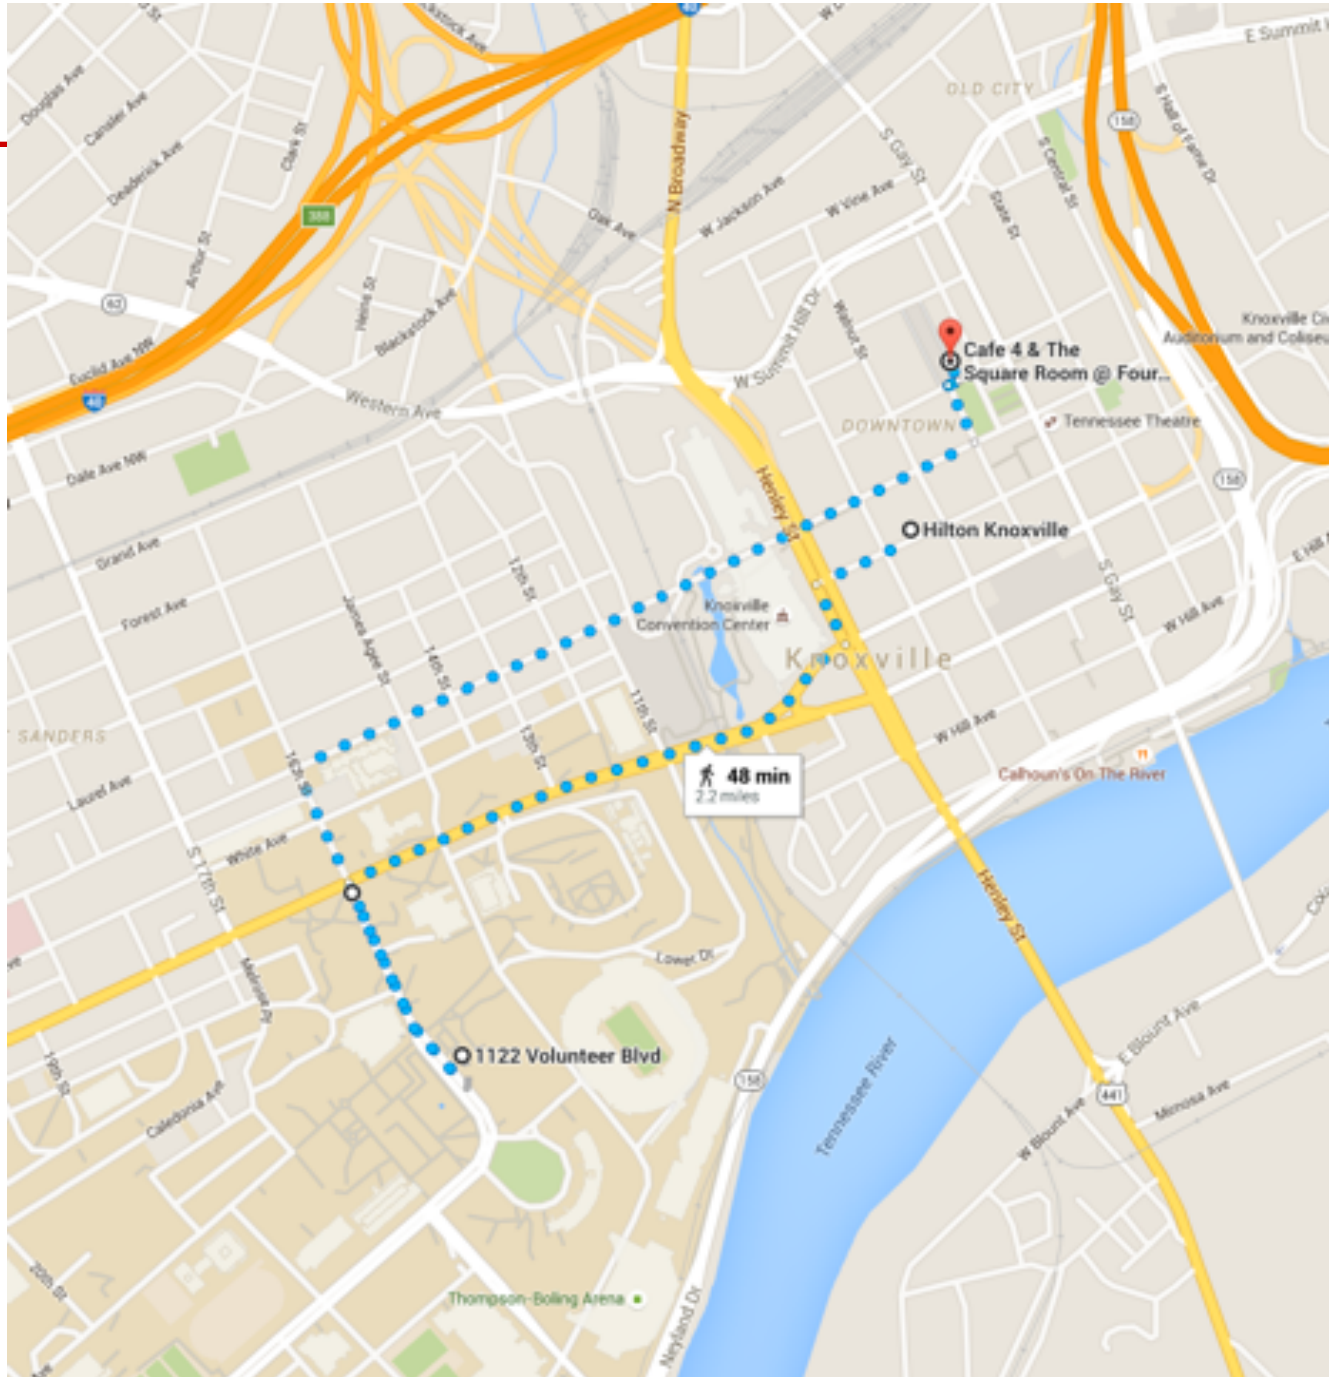 Blackstock Ave
40
E Summit
Douglas Ave
Cansler Ave
OLD CITY
158
S Hall of Fame Dr
Clark St
Deaderick Ave
N Broadway
S Gay St
S Central St
388
Oak Ave
W Jackson Ave
W Vine Ave
State St
Arthur St
62
Heins St
Blackstock Ave
W Summit Hill Dr
Walnut St
Knoxville Ci
Auditorium and Coliseu
Euclid Ave NW
40
Western Ave
Cafe 4 & The
Square Room @ Four...
DOWNTOWN
Tennessee Theatre
Dale Ave NW
Henley St
158
Grand Ave
Hilton Knoxville
12th St
E Hill
Forest Ave
James Agee St
14th St
Knoxville
Convention Center
S Gay St
W Hill Ave
Knoxville
11th St
SANDERS
16th St
13th St
W Hill Ave
Calhoun's On The River
48 min
2.2 miles
Laurel Ave
White Ave
S 17th St
Henley St
Lower Dr
Melrose Pl
1122 Volunteer Blvd
19th St
Caledonia Ave
158
Tennessee River
E Blount Ave
441
W Blount Ave
Mimosa Ave
20th St
Thompson-Boling Arena
Neyland Dr